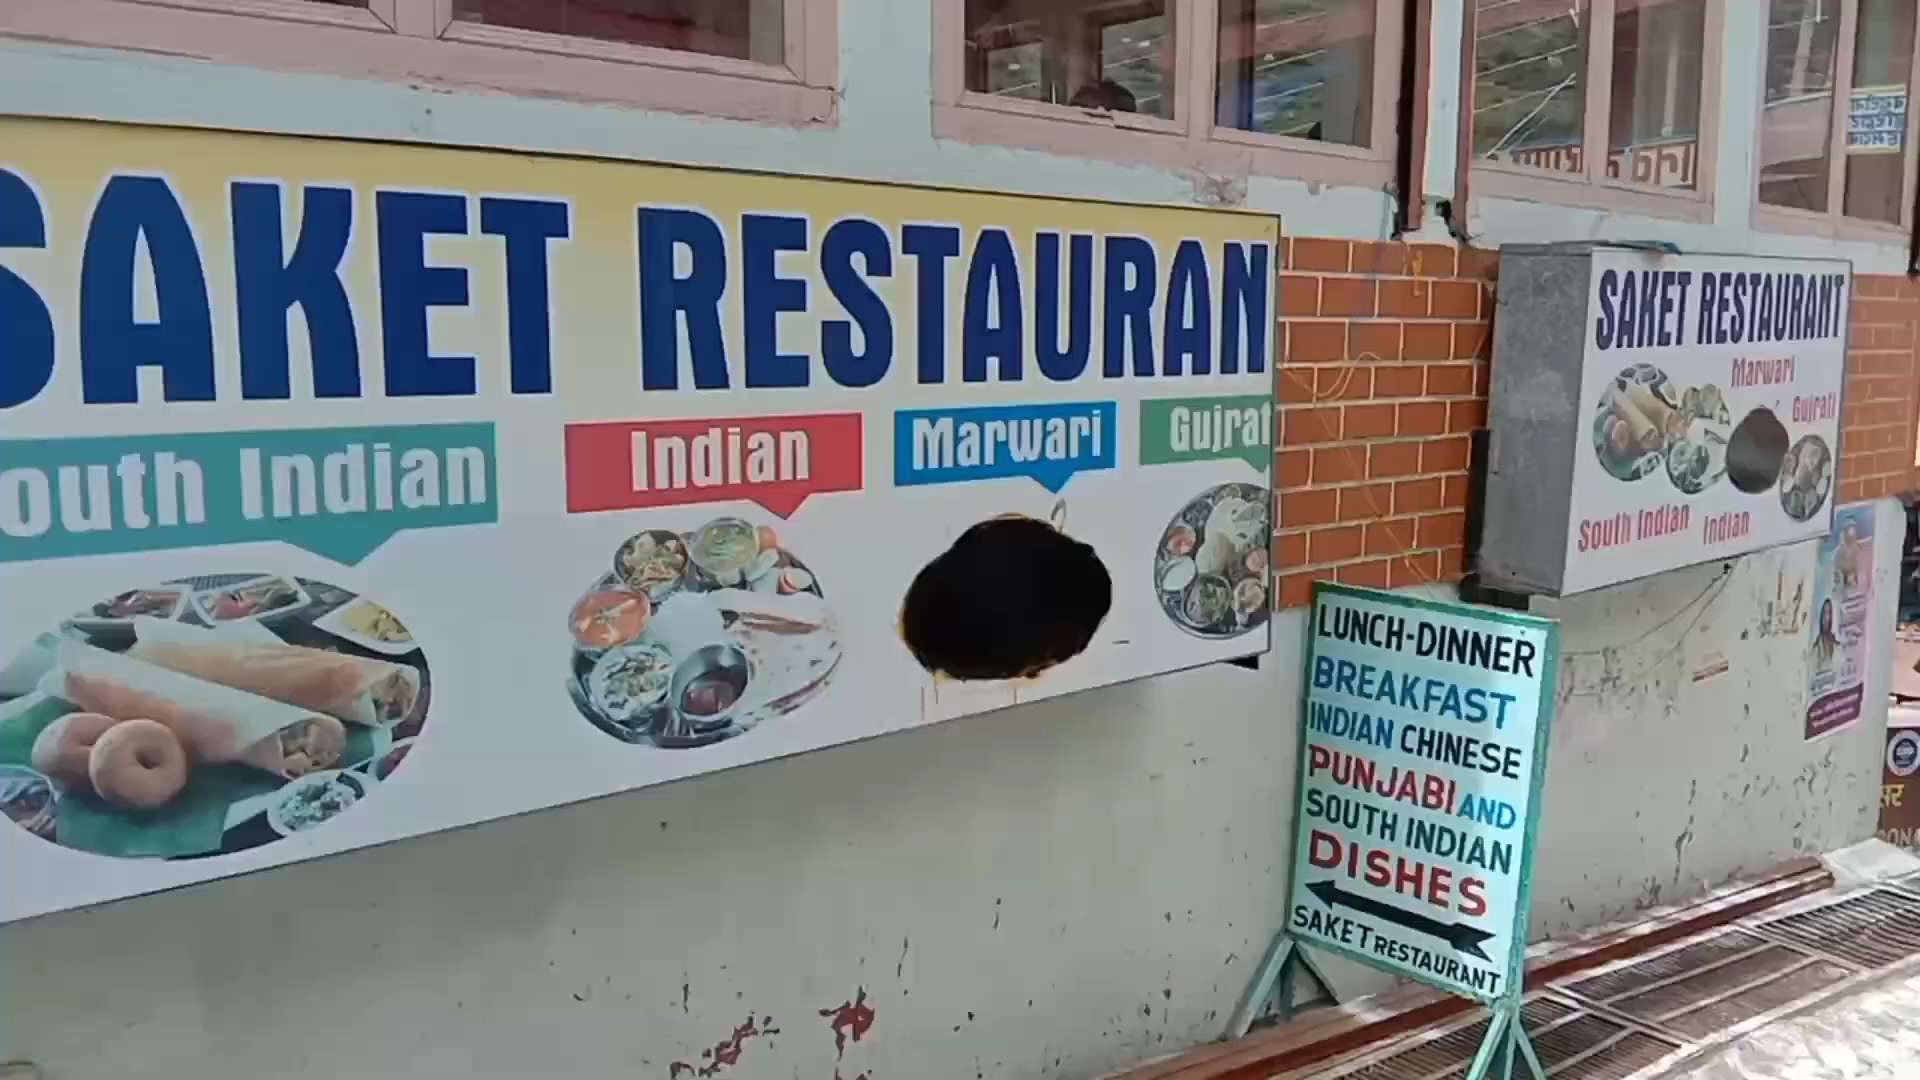 SAKET RESTAURAN
outh Indian
Indian
Marwari
Gujrat
SAKET RESTAURANT
Marwari
Gujrati
South Indian
Indian
LUNCH-DINNER
BREAKFAST
INDIAN CHINESE
PUNJABI AND
SOUTH INDIAN
DISHES
SAKET RESTAURANT